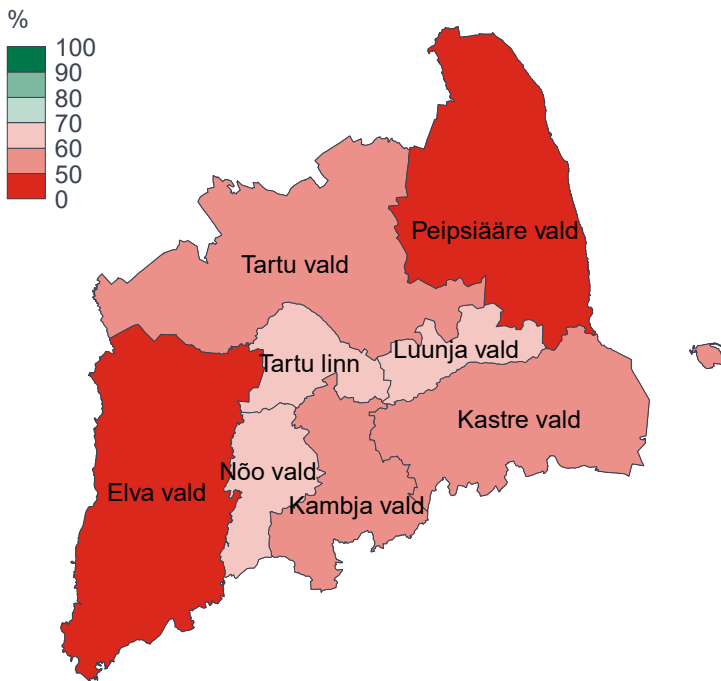 %
100
90
80
70
60
50
0
Peipsiääre vald
Tartu vald
Luunja vald
Tartu linn
Kastre vald
Nõo vald
Elva vald
Kambja vald